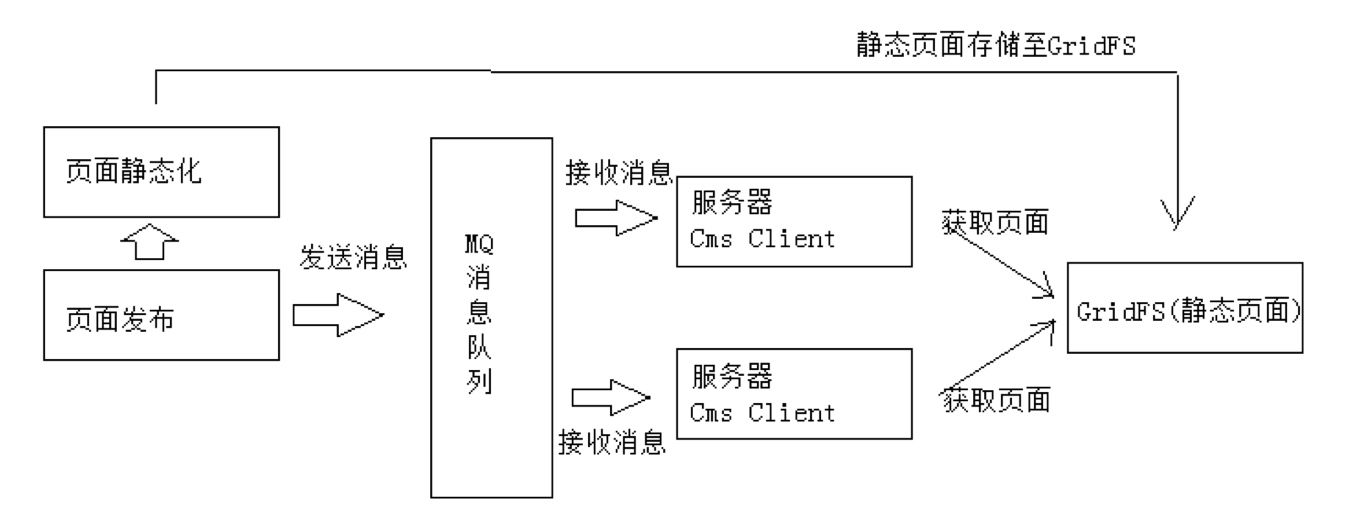 静态页面存储至GridFS
页面静态化
页面发布
发送消息
MQ
消
息
队
列
接收消息
服务器
Cms Client
获取页面
接收消息
服务器
Cms Client
获取页面
GridFS(静态页面)